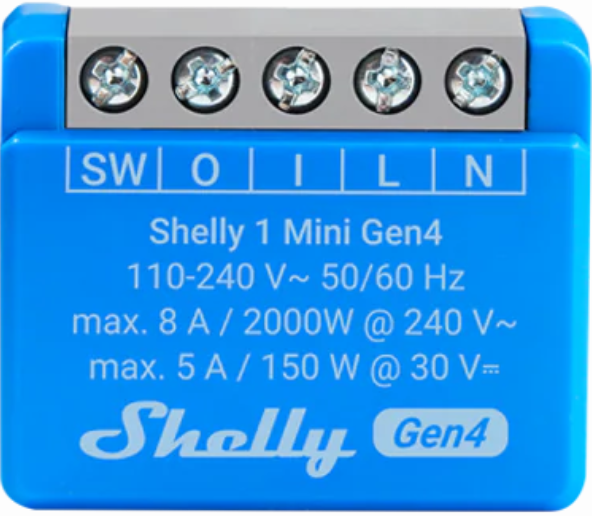 SW O I L N
Shelly 1 Mini Gen4
110-240 V~ 50/60 Hz
max. 8 A / 2000W @ 240 V~
max. 5 A / 150 W @ 30 V⎓
Shelly Gen4